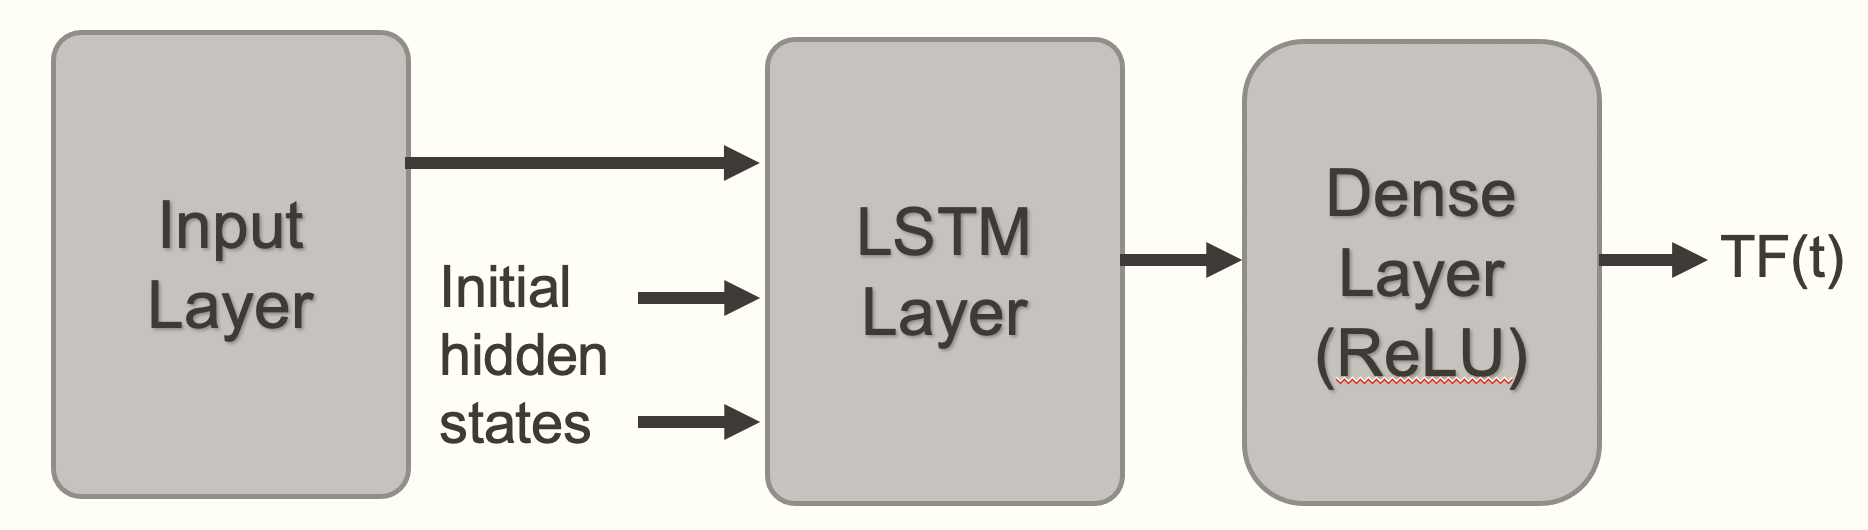 Input
Layer
Initial
hidden
states
LSTM
Layer
Dense
Layer
(ReLU)
TF(t)